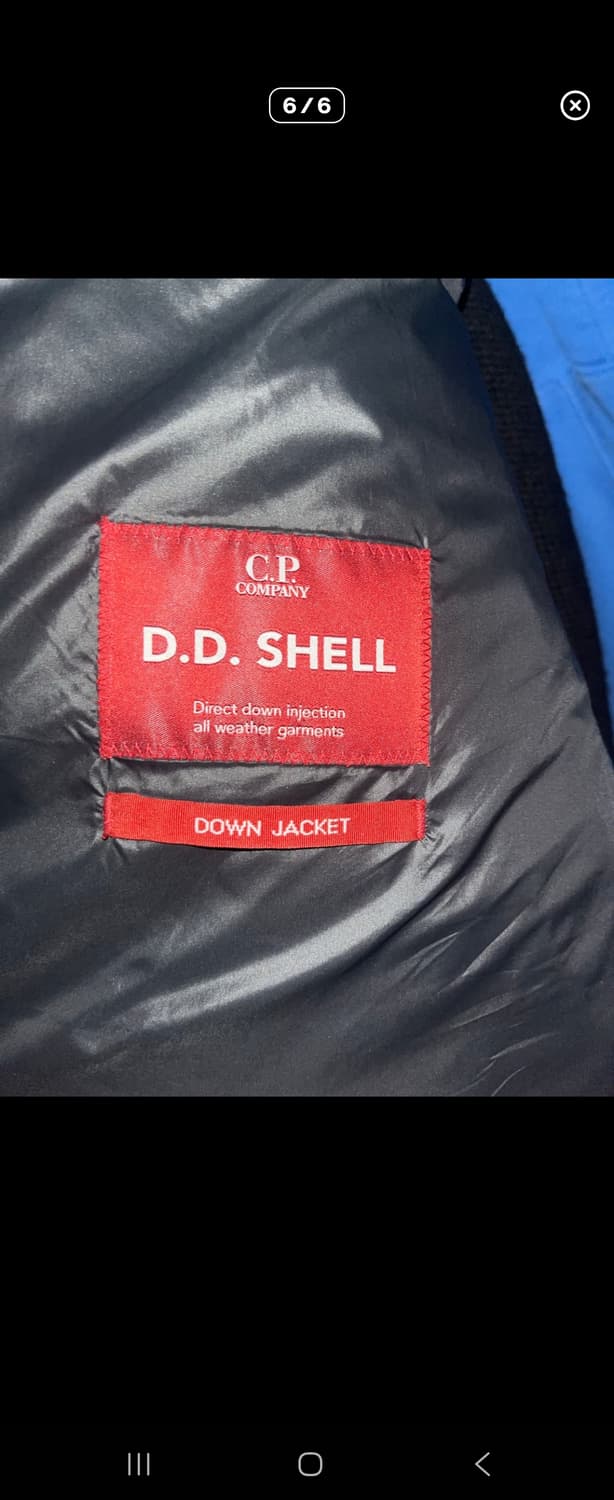 6/6
C.P.
COMPANY
D.D. SHELL
Direct down injection
all weather garments
DOWN JACKET